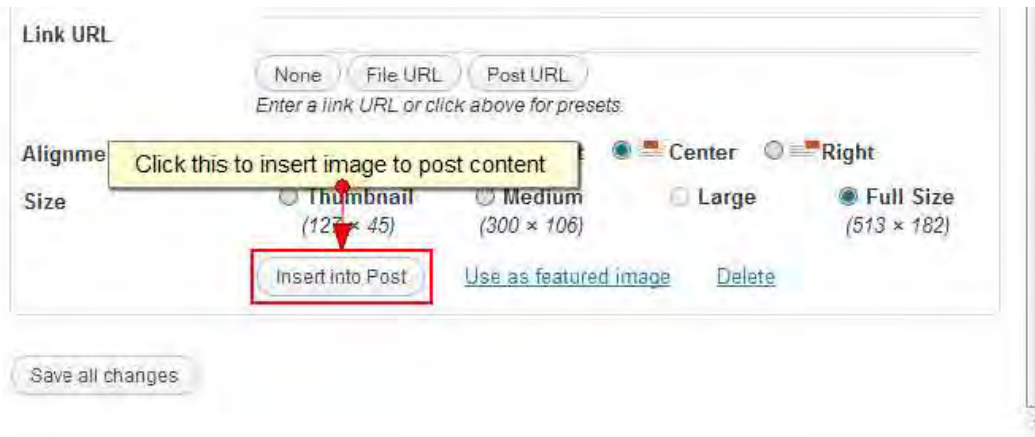 Link URL
None File URL Post URL
Enter a link URL or click above for presets.
Alignme Click this to insert image to post content t Center Right
Size Thumbnail Medium Large Full Size
(127 × 45) (300 × 106) (513 × 182)
Insert into Post Use as featured image Delete
Save all changes